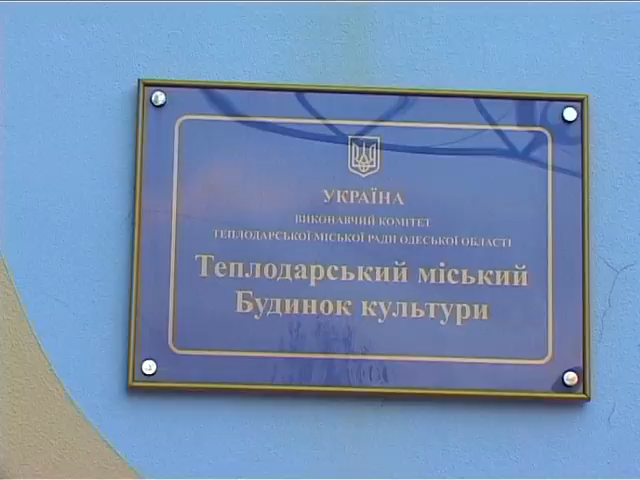 УКРАЇНА
ВИКОНАВЧИЙ КОМІТЕТ
ТЕПЛОДАРСЬКОЇ МІСЬКОЇ РАДИ ОДЕСЬКОЇ ОБЛАСТІ
Теплодарський міський
Будинок культури